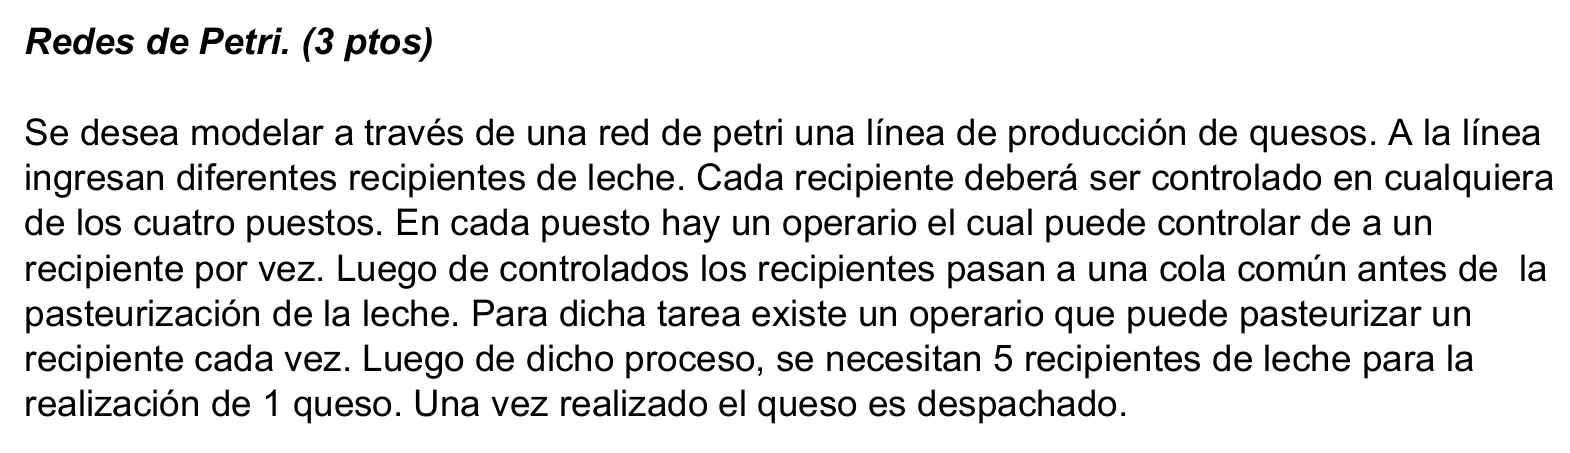 Redes de Petri. (3 ptos)
Se desea modelar a través de una red de petri una línea de producción de quesos. A la línea
ingresan diferentes recipientes de leche. Cada recipiente deberá ser controlado en cualquiera
de los cuatro puestos. En cada puesto hay un operario el cual puede controlar de a un
recipiente por vez. Luego de controlados los recipientes pasan a una cola común antes de  la
pasteurización de la leche. Para dicha tarea existe un operario que puede pasteurizar un
recipiente cada vez. Luego de dicho proceso, se necesitan 5 recipientes de leche para la
realización de 1 queso. Una vez realizado el queso es despachado.